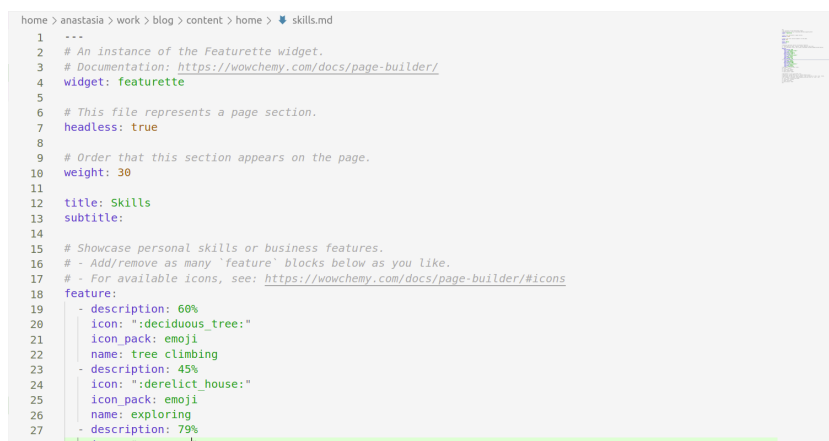 home > anastasia > work > blog > content > home > skills.md
1 ---
2 # An instance of the Featurette widget.
3 # Documentation: https://wowchemy.com/docs/page-builder/
4 widget: featurette
5
6 # This file represents a page section.
7 headless: true
8
9 # Order that this section appears on the page.
10 weight: 30
11
12 title: Skills
13 subtitle:
14
15 # Showcase personal skills or business features.
16 # - Add/remove as many `feature` blocks below as you like.
17 # - For available icons, see: https://wowchemy.com/docs/page-builder/#icons
18 feature:
19   - description: 60%
20     icon: ":deciduous_tree:"
21     icon_pack: emoji
22     name: tree climbing
23   - description: 45%
24     icon: ":derelict_house:"
25     icon_pack: emoji
26     name: exploring
27   - description: 79%